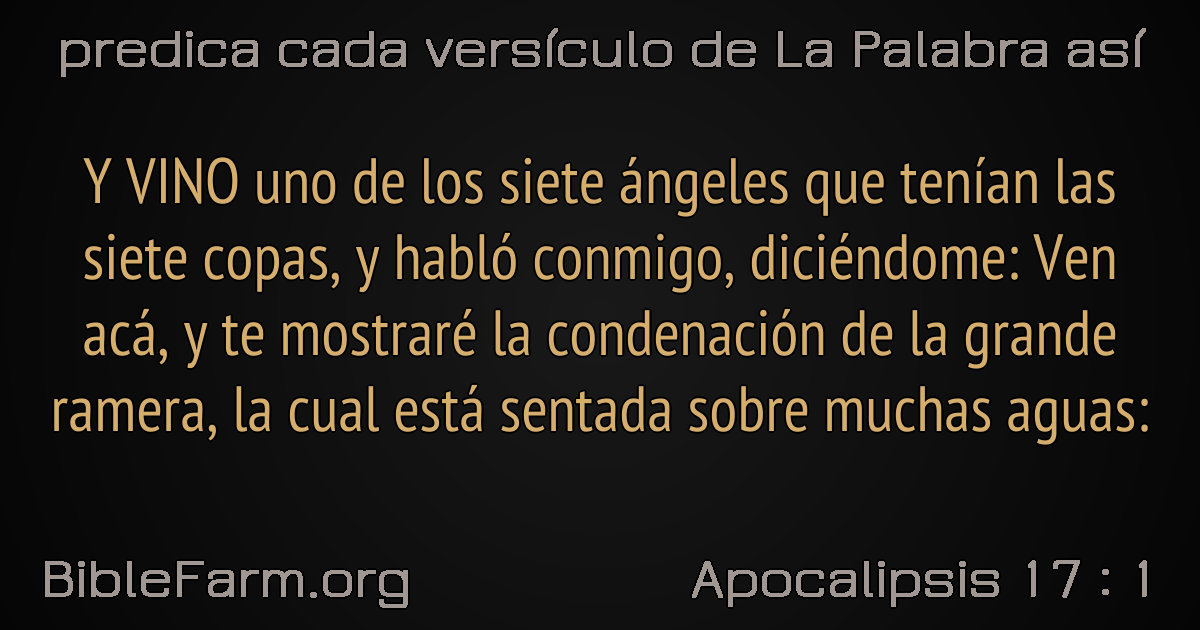 predica cada versículo de La Palabra así
Y VINO uno de los siete ángeles que tenían las
siete copas, y habló conmigo, diciéndome: Ven
acá, y te mostraré la condenación de la grande
ramera, la cual está sentada sobre muchas aguas:
BibleFarm.org
Apocalipsis 17 : 1